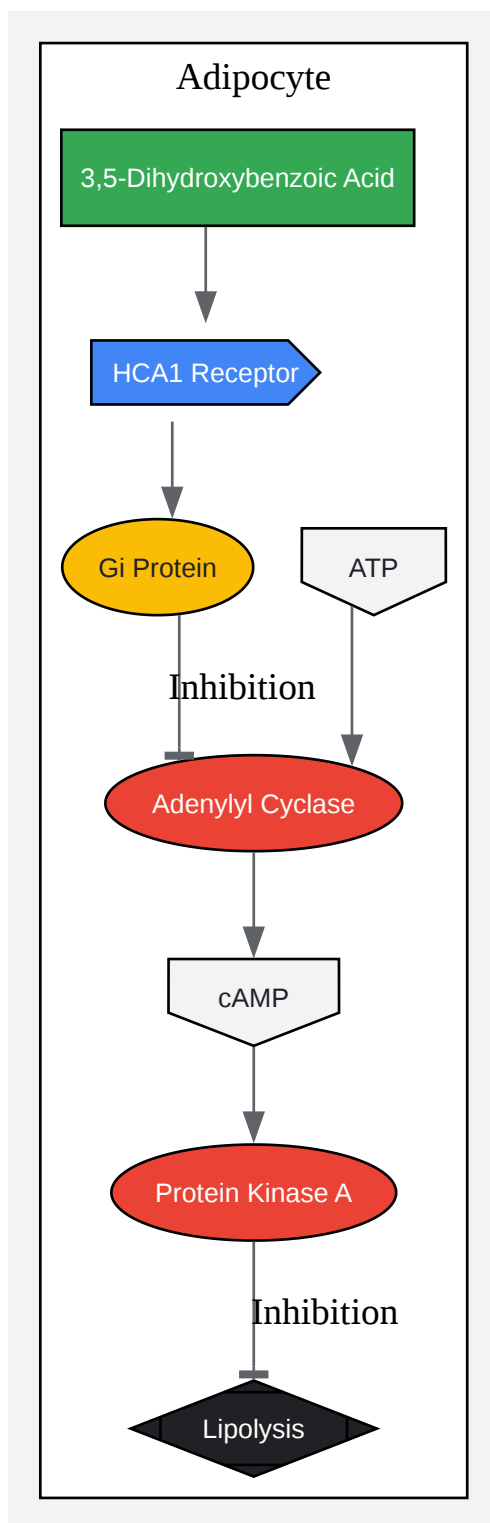 Adipocyte
3,5-Dihydroxybenzoic Acid
HCA1 Receptor
Gi Protein
ATP
Inhibition
Adenylyl Cyclase
cAMP
Protein Kinase A
Inhibition
Lipolysis